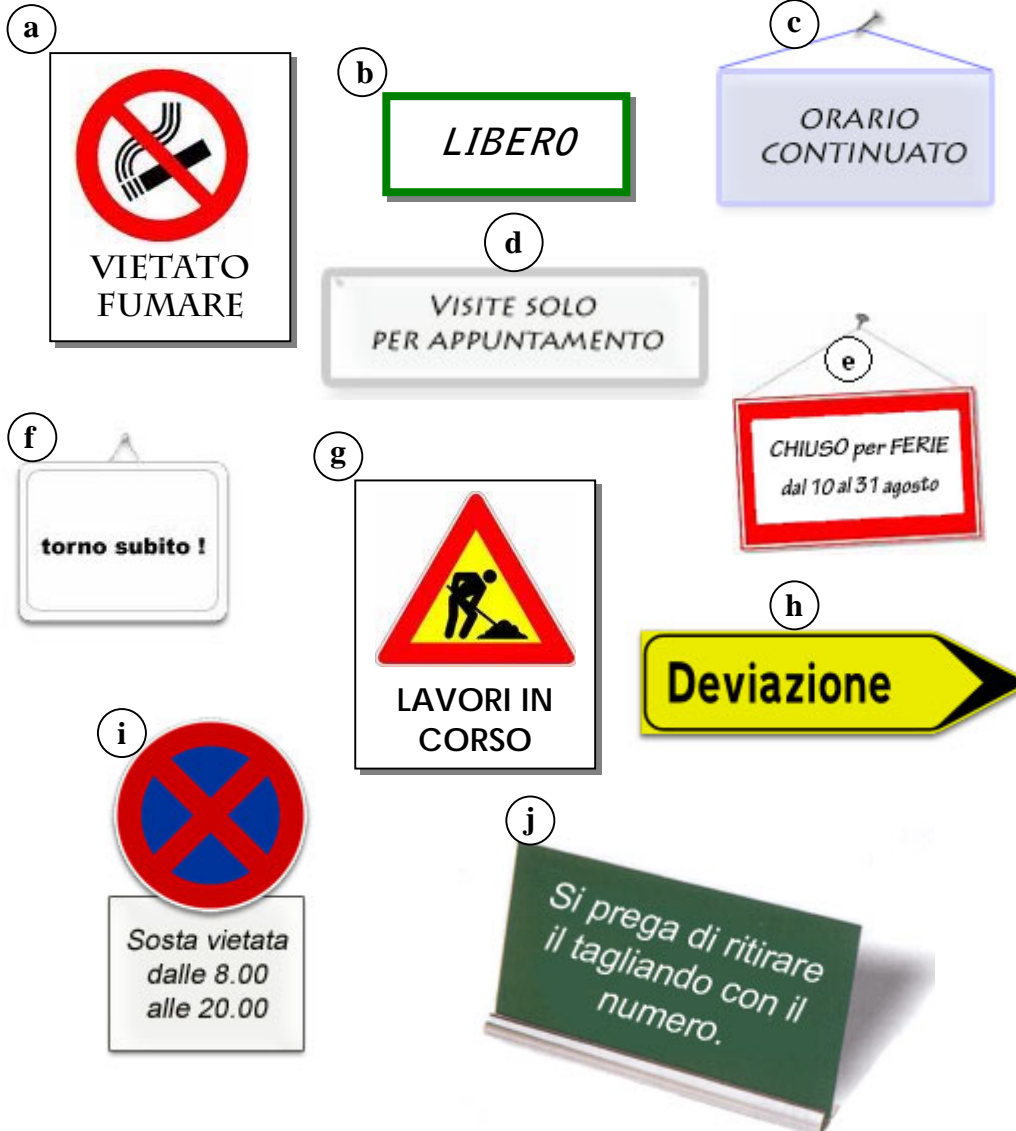 a
VIETATO
FUMARE
b
LIBERO
c
ORARIO
CONTINUATO
d
VISITE SOLO
PER APPUNTAMENTO
e
CHIUSO per FERIE
dal 10 al 31 agosto
f
torno subito !
g
LAVORI IN
CORSO
h
Deviazione
i
Sosta vietata
dalle 8.00
alle 20.00
j
Si prega di ritirare
il tagliando con il
numero.